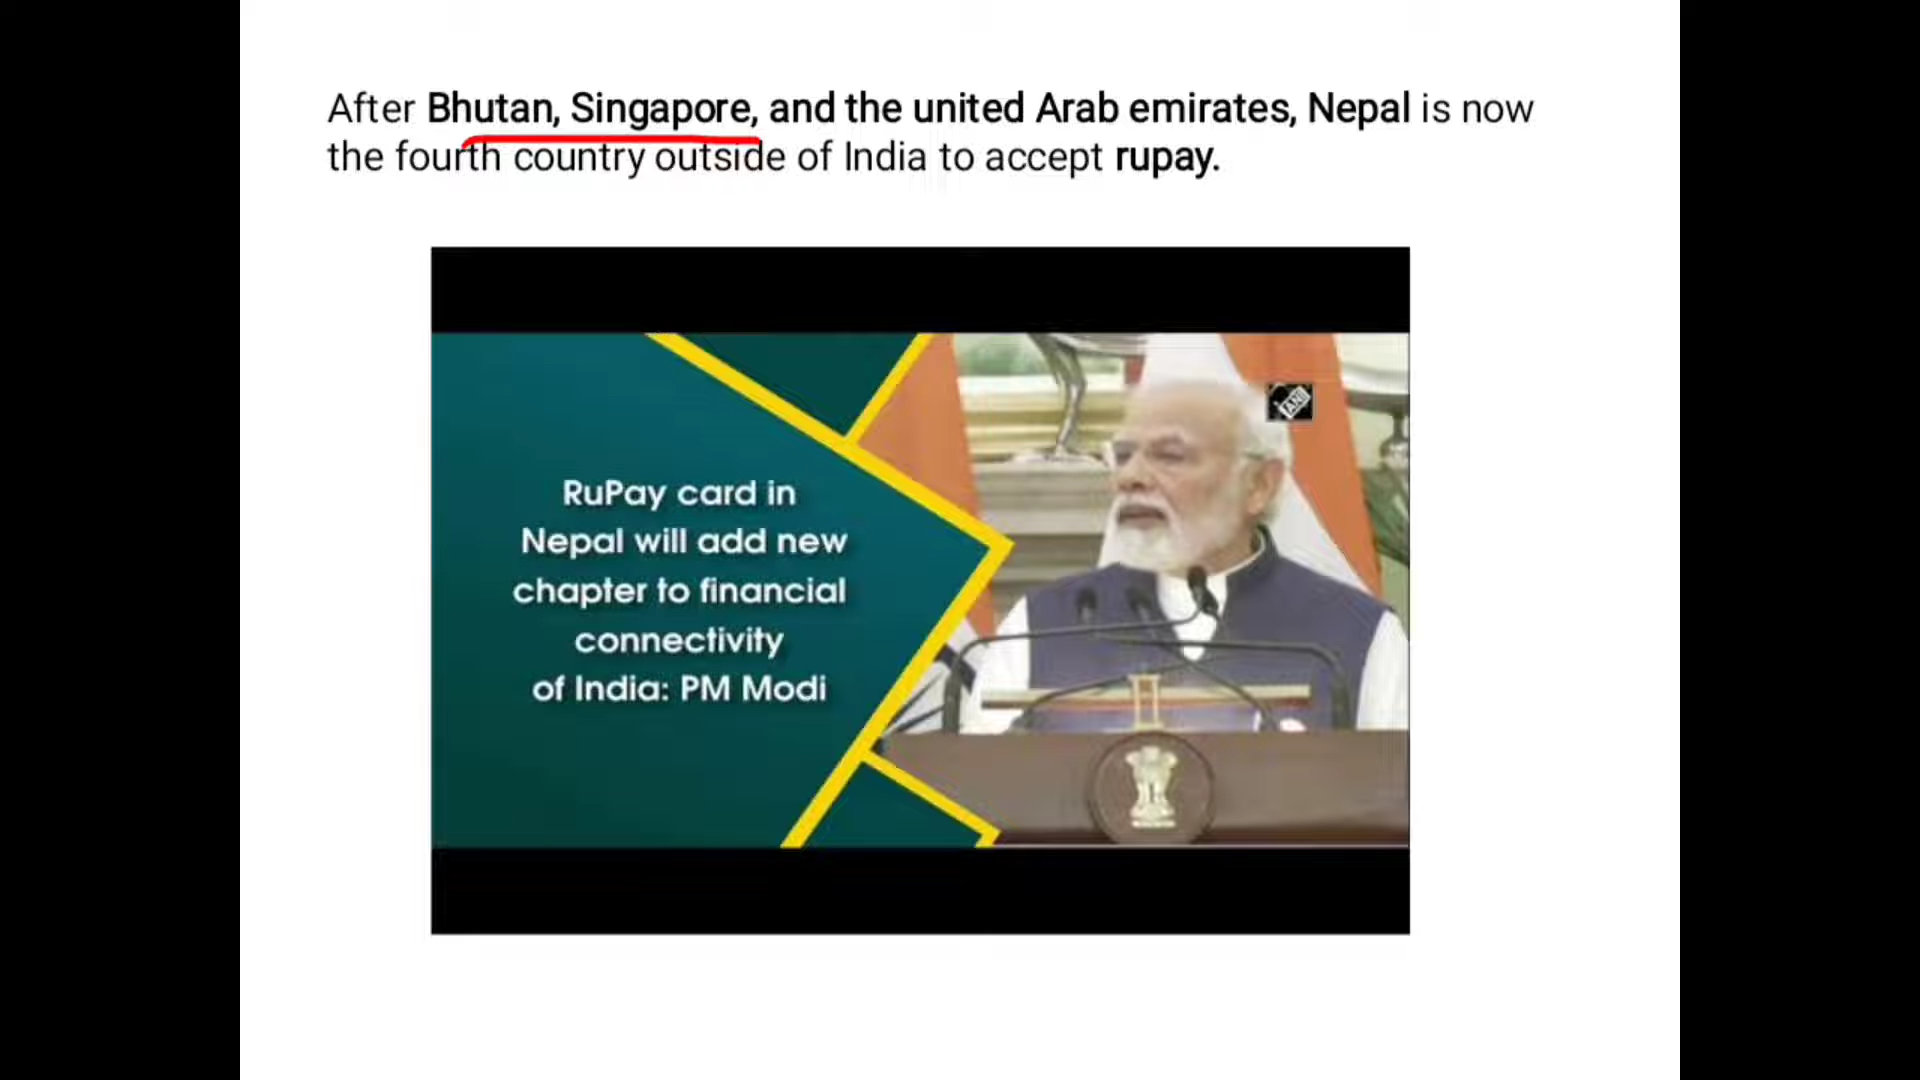 After Bhutan, Singapore, and the united Arab emirates, Nepal is now
the fourth country outside of India to accept rupay.
ANI
RuPay card in
Nepal will add new
chapter to financial
connectivity
of India: PM Modi